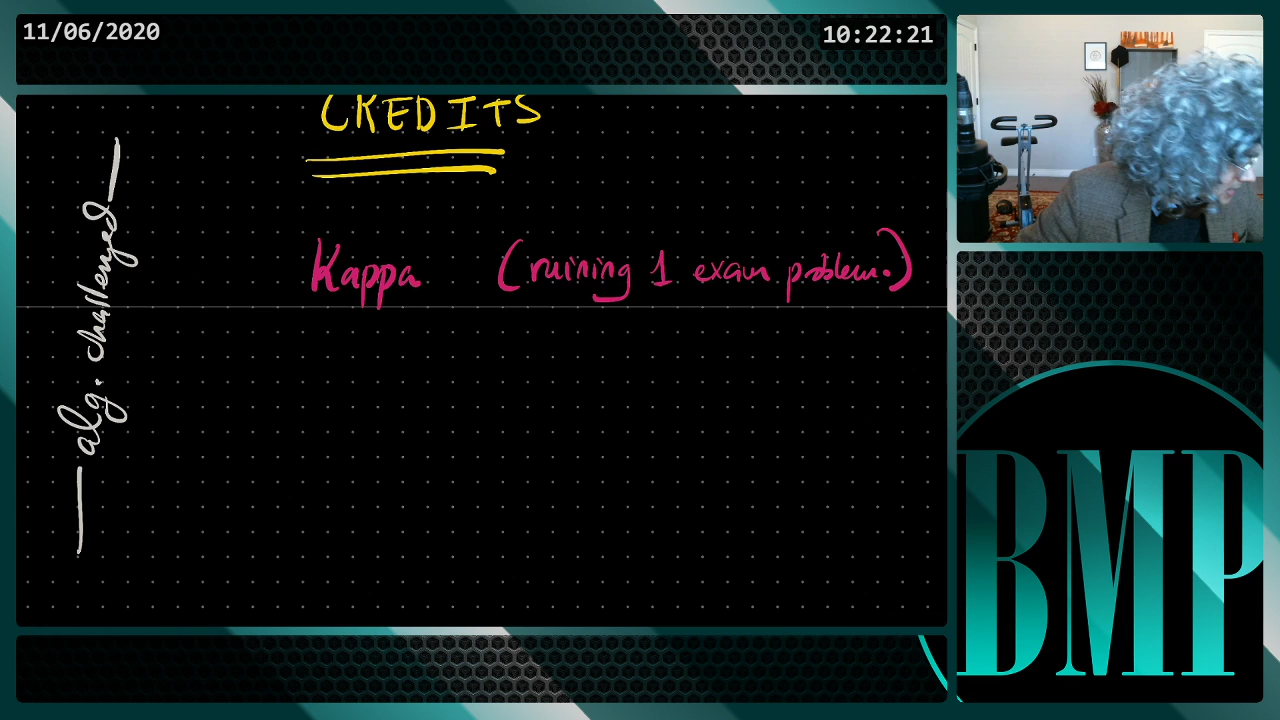 11/06/2020
10:22:21
CREDITS
Kappa (ruining 1 exam problem.)
alg. challenged
BMP